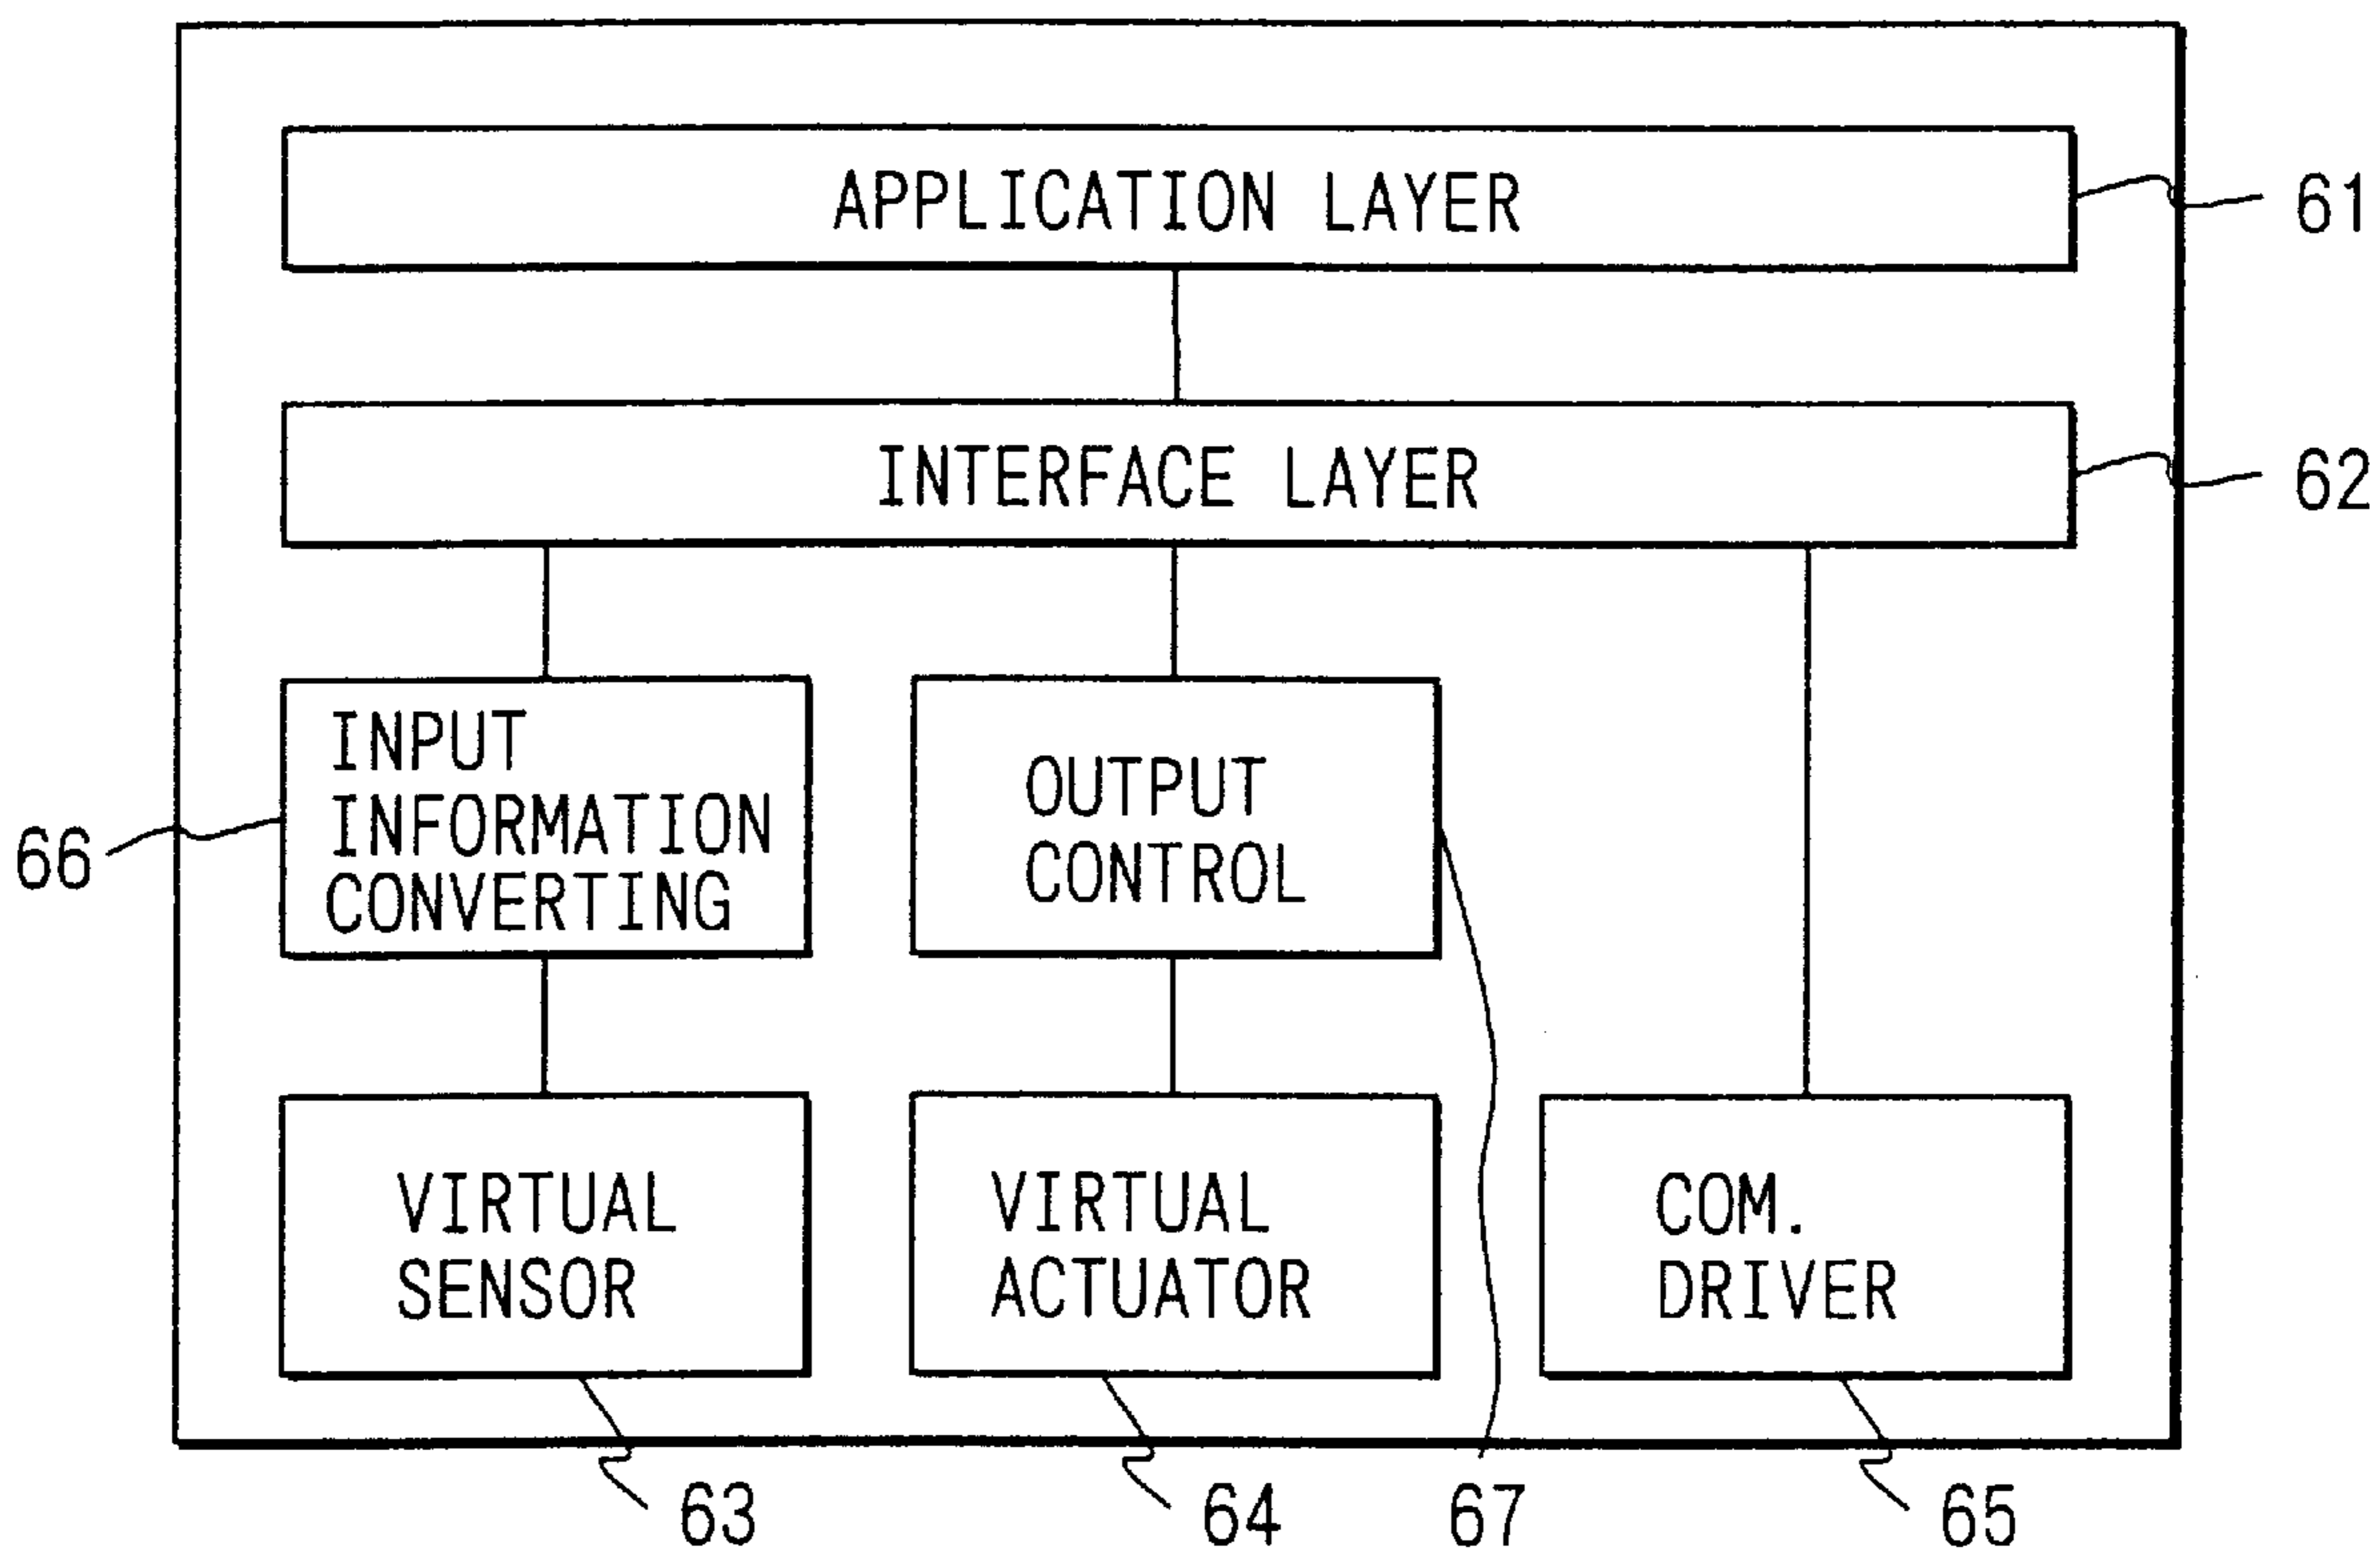 APPLICATION LAYER
61
INTERFACE LAYER
62
INPUT
INFORMATION
CONVERTING
66
OUTPUT
CONTROL
VIRTUAL
SENSOR
VIRTUAL
ACTUATOR
COM.
DRIVER
63
64
67
65